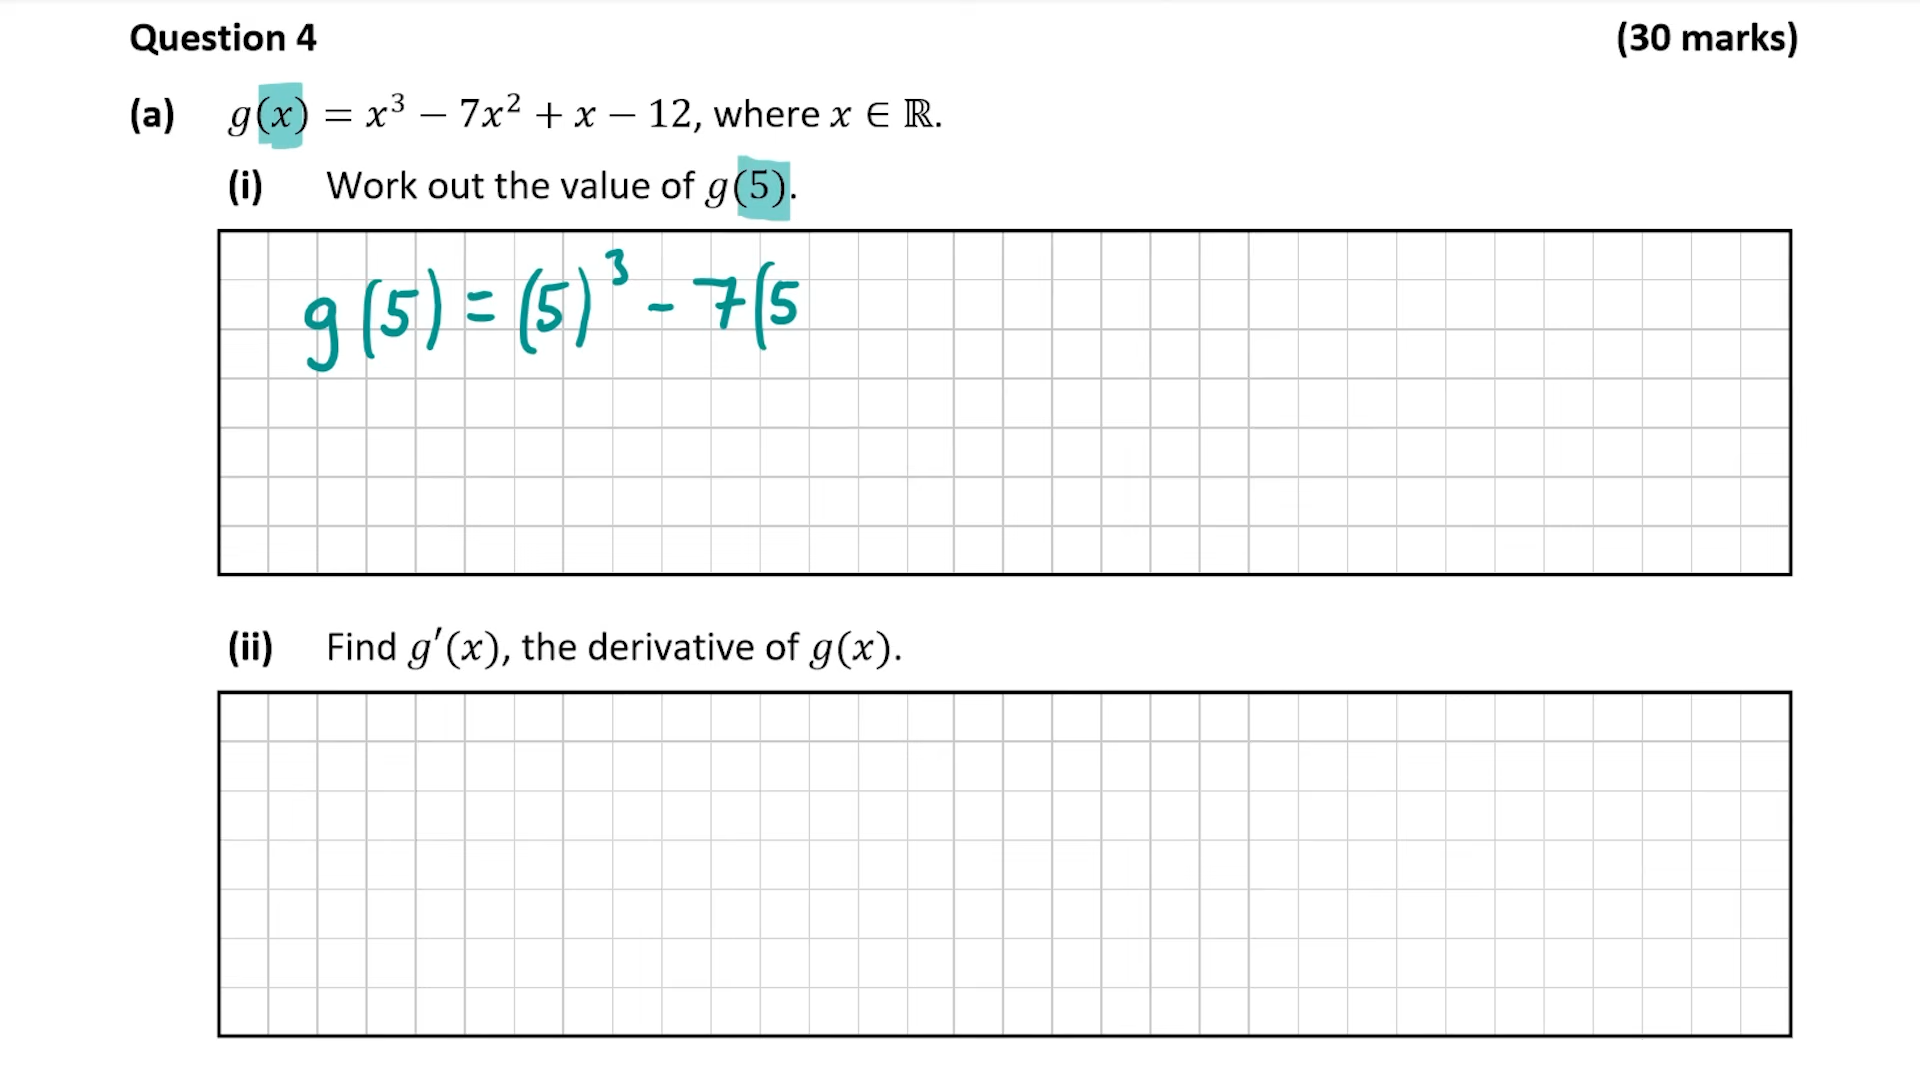 Question 4 (30 marks)
(a) g(x) = x³ − 7x² + x − 12, where x ∈ ℝ.
(i) Work out the value of g(5).
g(5) = (5)³ - 7(5
(ii) Find g′(x), the derivative of g(x).